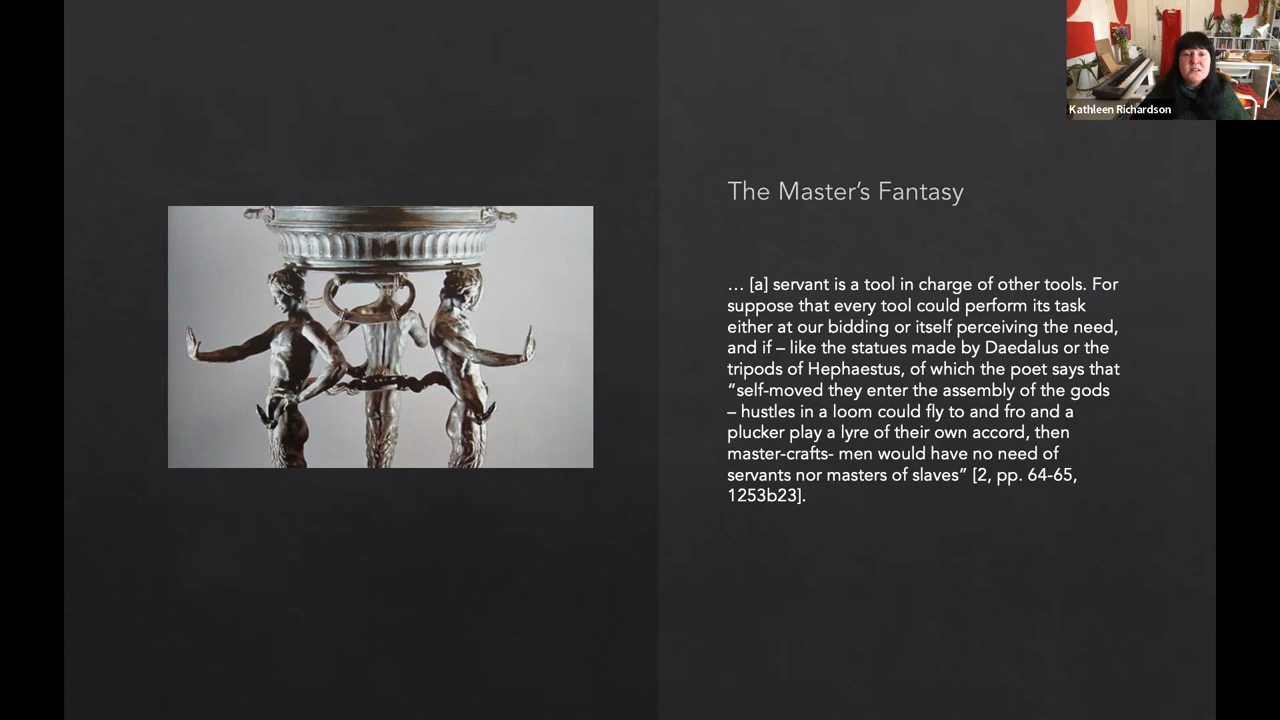 Kathleen Richardson
The Master’s Fantasy
… [a] servant is a tool in charge of other tools. For
suppose that every tool could perform its task
either at our bidding or itself perceiving the need,
and if – like the statues made by Daedalus or the
tripods of Hephaestus, of which the poet says that
“self-moved they enter the assembly of the gods
– hustles in a loom could fly to and fro and a
plucker play a lyre of their own accord, then
master-crafts- men would have no need of
servants nor masters of slaves” [2, pp. 64-65,
1253b23].